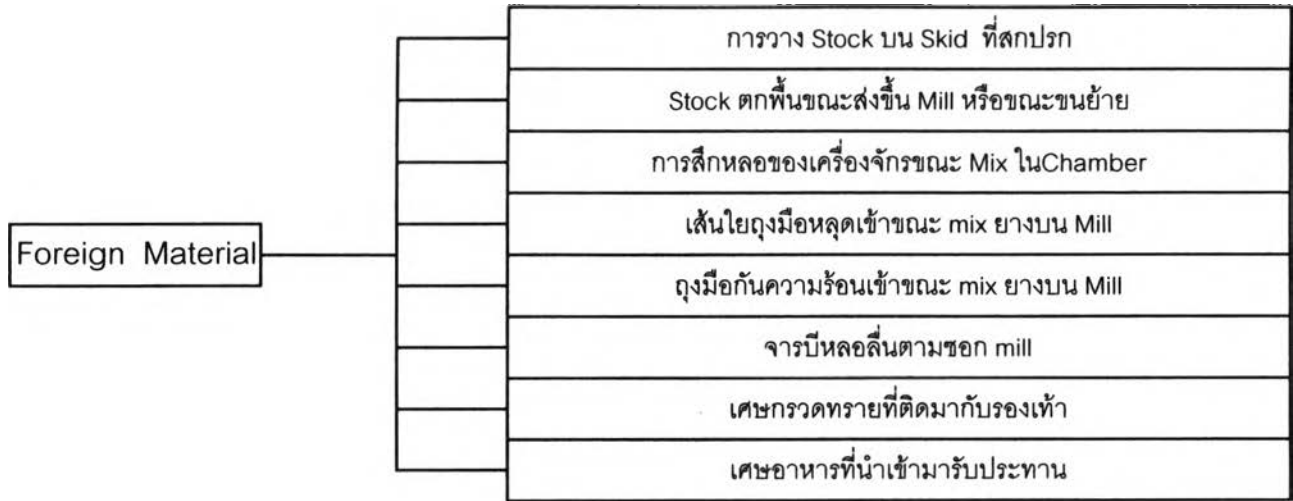 การวาง Stock บน Skid ที่สกปรก
Stock ตกพื้นขณะส่งขึ้น Mill หรือขณะขนย้าย
การสึกหลอของเครื่องจักรขณะ Mix ในChamber
เส้นใยถุงมือหลุดเข้าขณะ mix ยางบน Mill
Foreign Material
ถุงมือกันความร้อนเข้าขณะ mix ยางบน Mill
จารบีหลอลื่นตามซอก mill
เศษกรวดทรายที่ติดมากับรองเท้า
เศษอาหารที่นำเข้ามารับประทาน